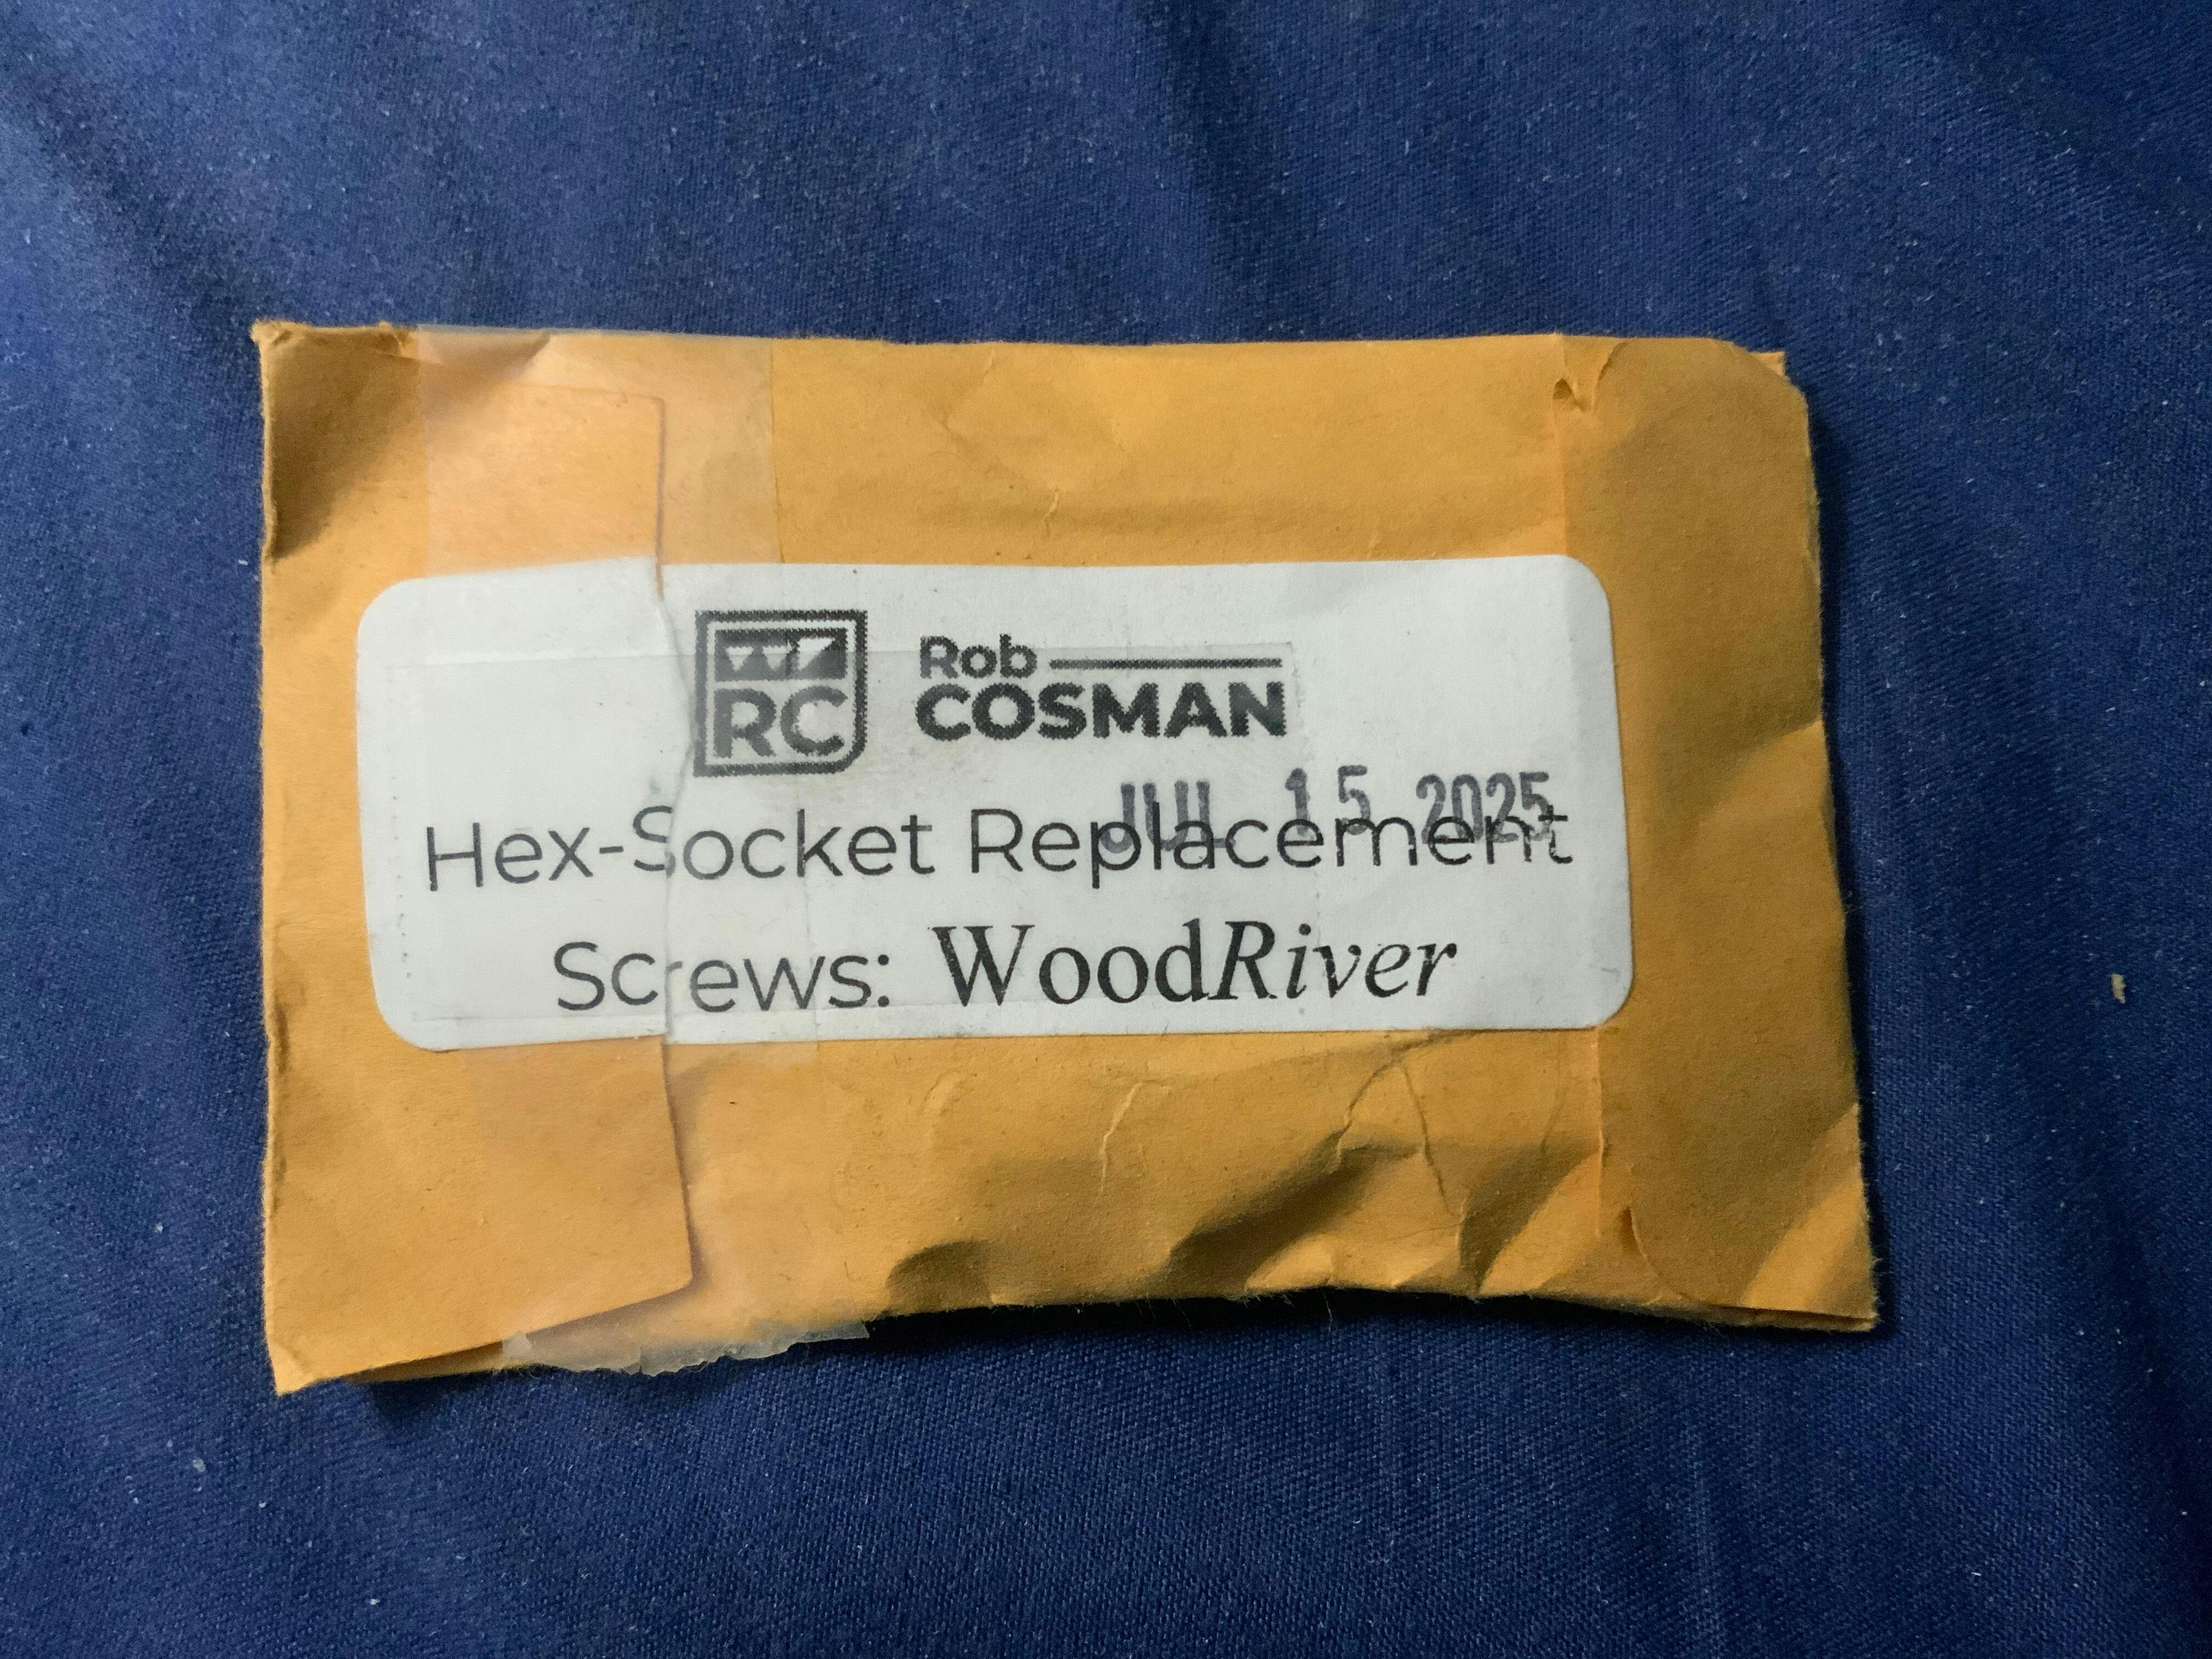 RC
Rob
COSMAN
JUL 15 2025
Hex-Socket Replacement
Screws: WoodRiver